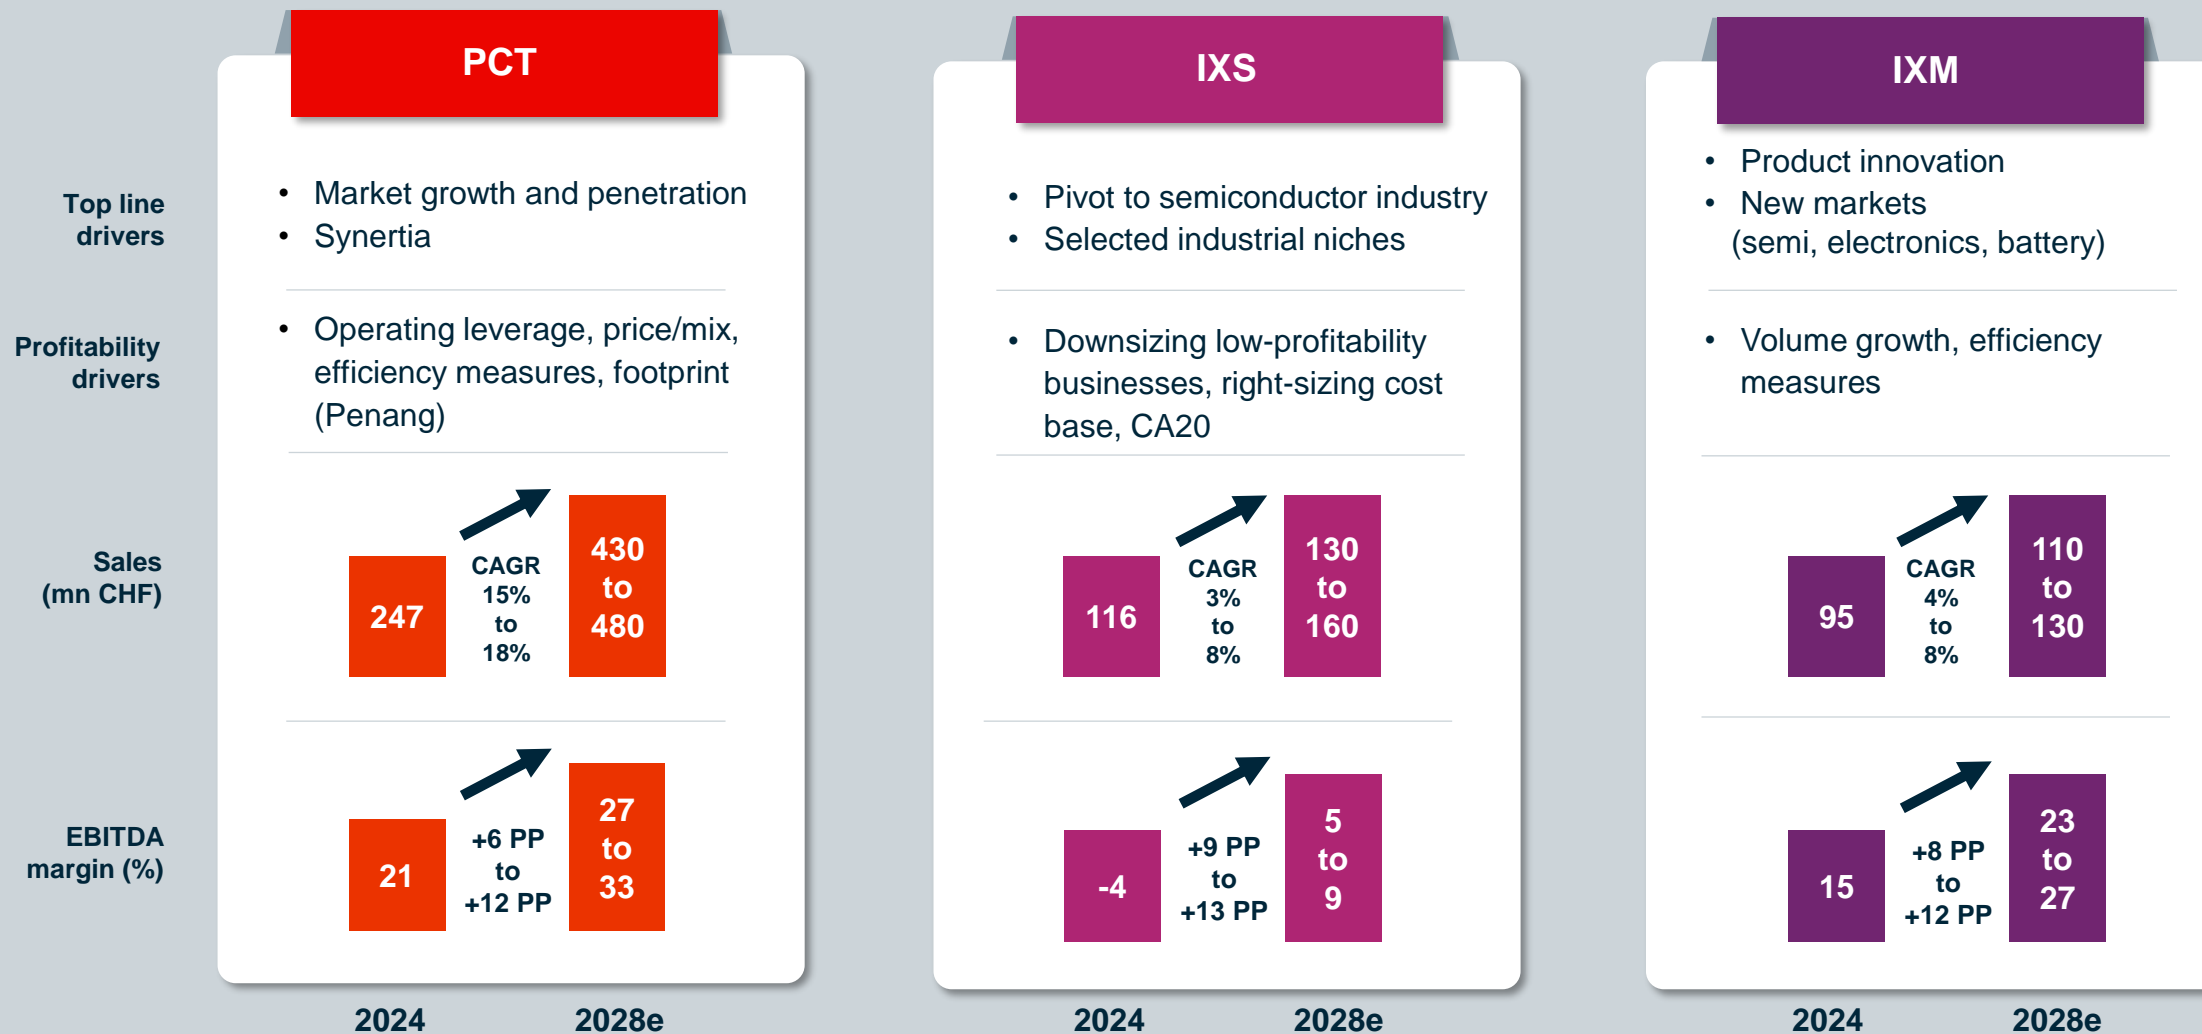 PCT
IXS
IXM
Top line
drivers
• Market growth and penetration
• Synertia
• Pivot to semiconductor industry
• Selected industrial niches
• Product innovation
• New markets
(semi, electronics, battery)
Profitability
drivers
• Operating leverage, price/mix,
efficiency measures, footprint
(Penang)
• Downsizing low-profitability
businesses, right-sizing cost
base, CA20
• Volume growth, efficiency
measures
Sales
(mn CHF)
247
CAGR
15%
to
18%
430
to
480
116
CAGR
3%
to
8%
130
to
160
95
CAGR
4%
to
8%
110
to
130
EBITDA
margin (%)
21
+6 PP
to
+12 PP
27
to
33
-4
+9 PP
to
+13 PP
5
to
9
15
+8 PP
to
+12 PP
23
to
27
2024
2028e
2024
2028e
2024
2028e